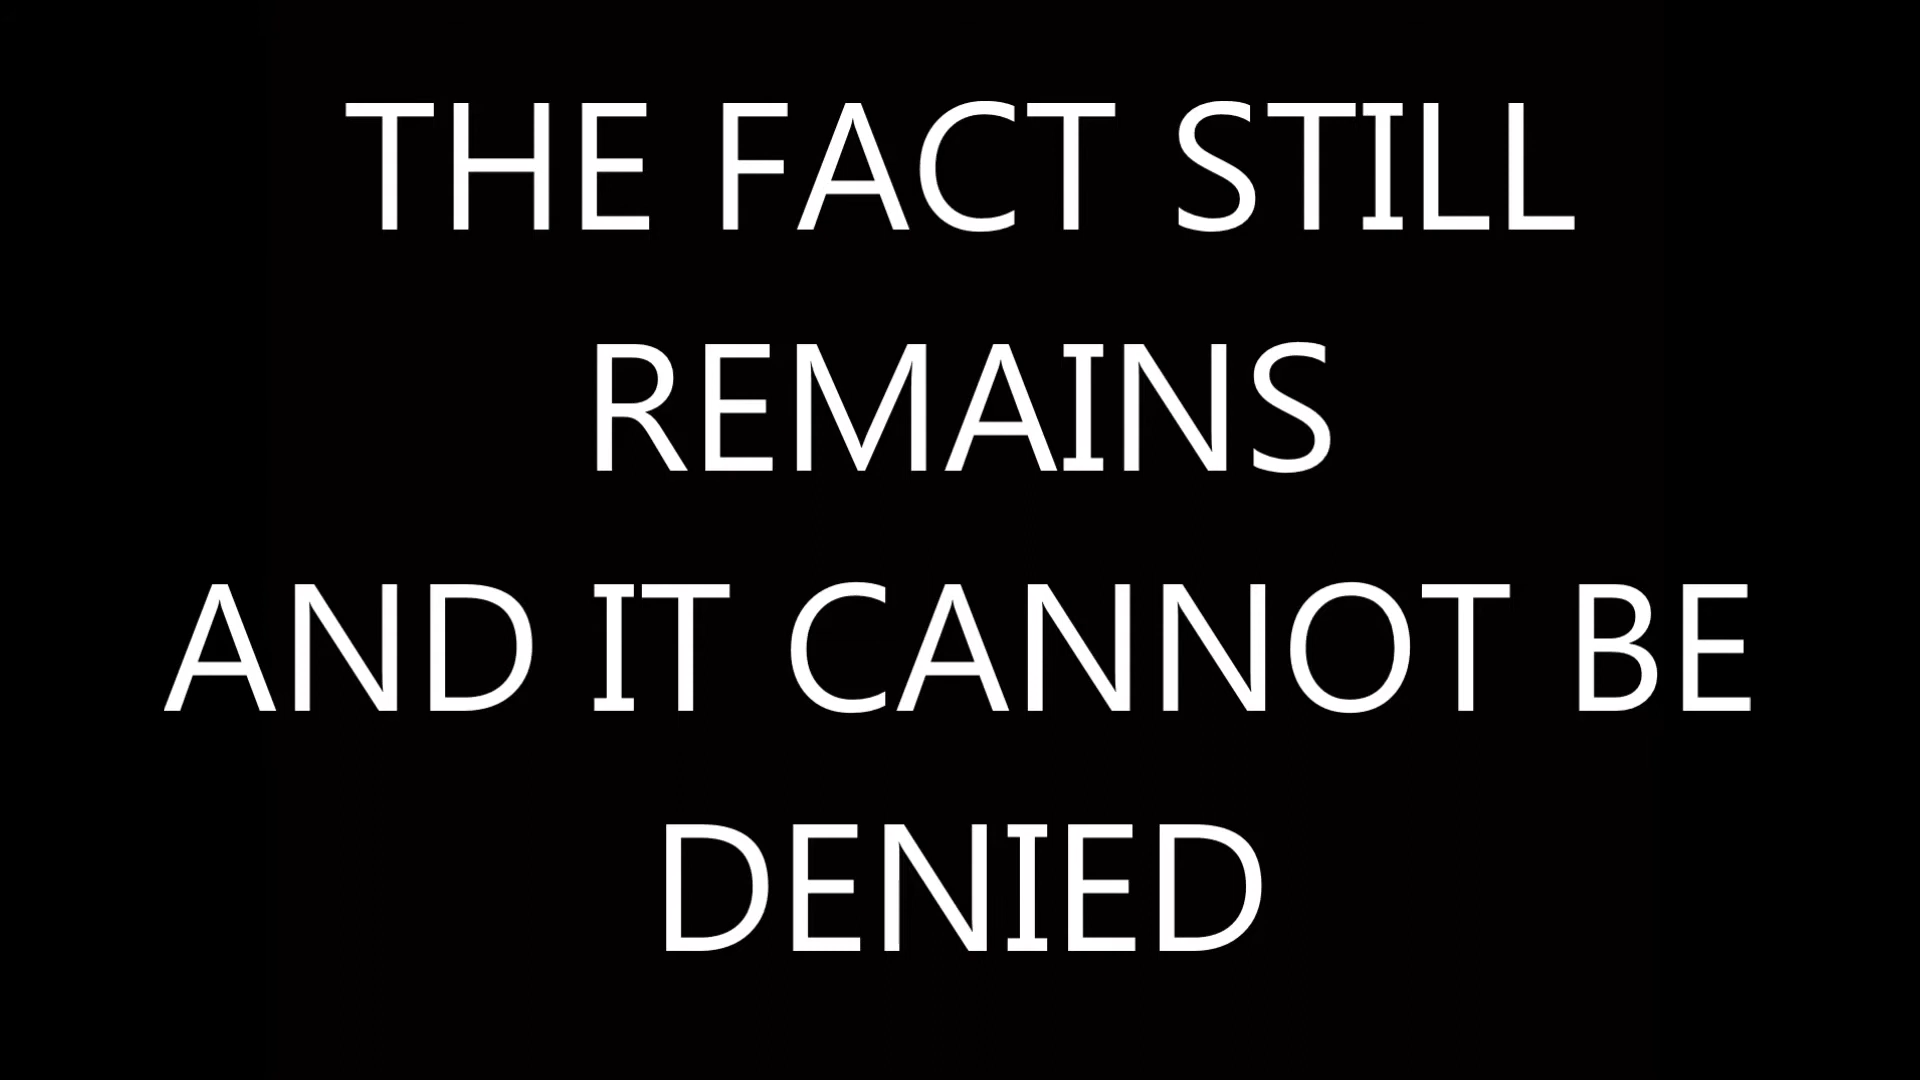 THE FACT STILL
REMAINS
AND IT CANNOT BE
DENIED